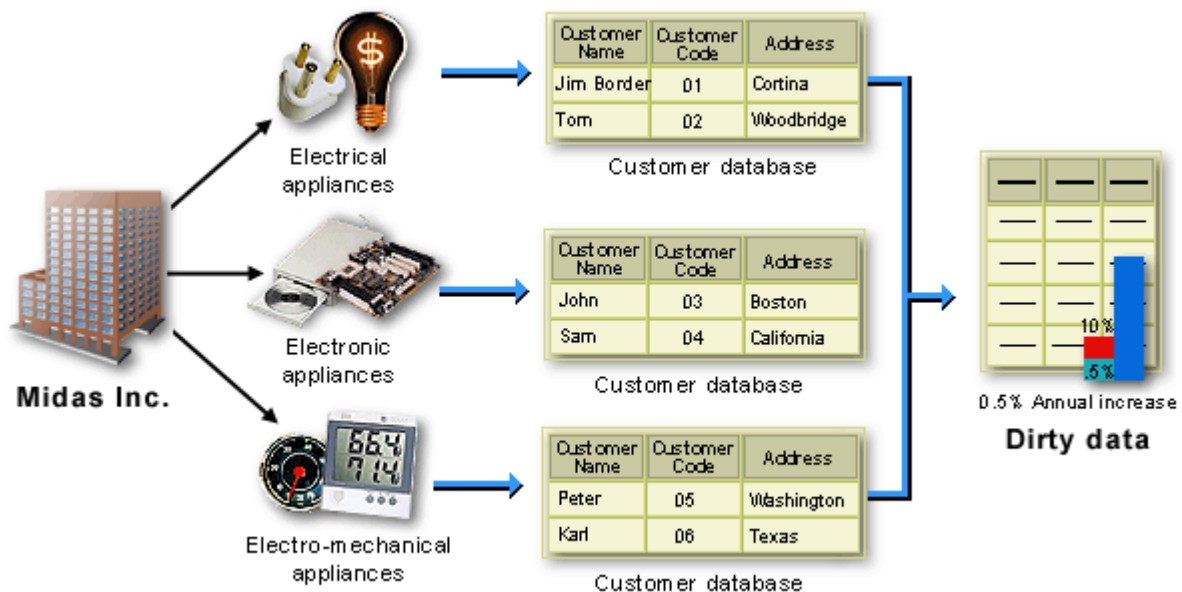 Midas Inc.
$
Electrical
appliances
Customer Name Customer Code Address
Jim Border 01 Cortina
Tom 02 Woodbridge
Customer database
Electronic
appliances
Customer Name Customer Code Address
John 03 Boston
Sam 04 California
Customer database
66.4
71.4
Electro-mechanical
appliances
Customer Name Customer Code Address
Peter 05 Washington
Karl 06 Texas
Customer database
10%
.5%
0.5% Annual increase
Dirty data